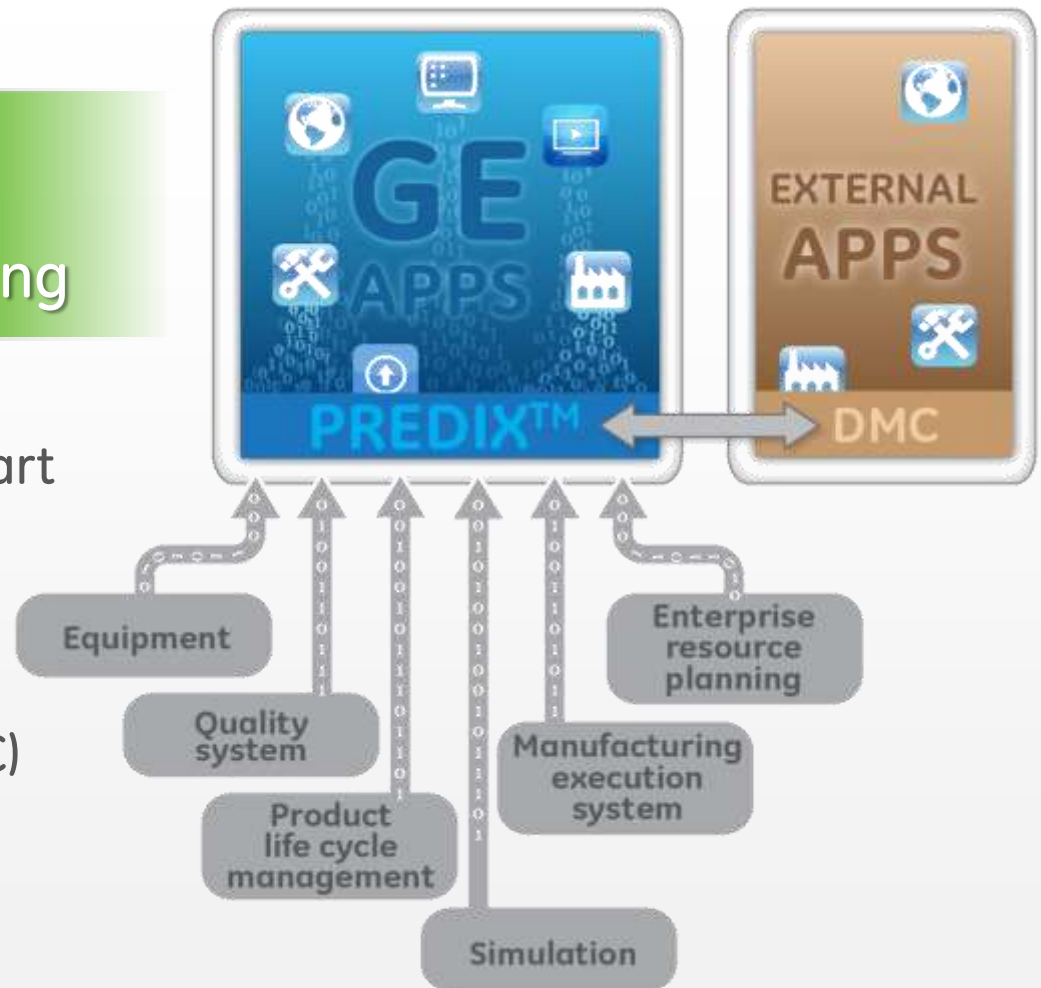 ng
art
C)
GE
APPS
PREDIX™
EXTERNAL
APPS
DMC
Equipment
Quality
system
Product
life cycle
management
Simulation
Manufacturing
execution
system
Enterprise
resource
planning